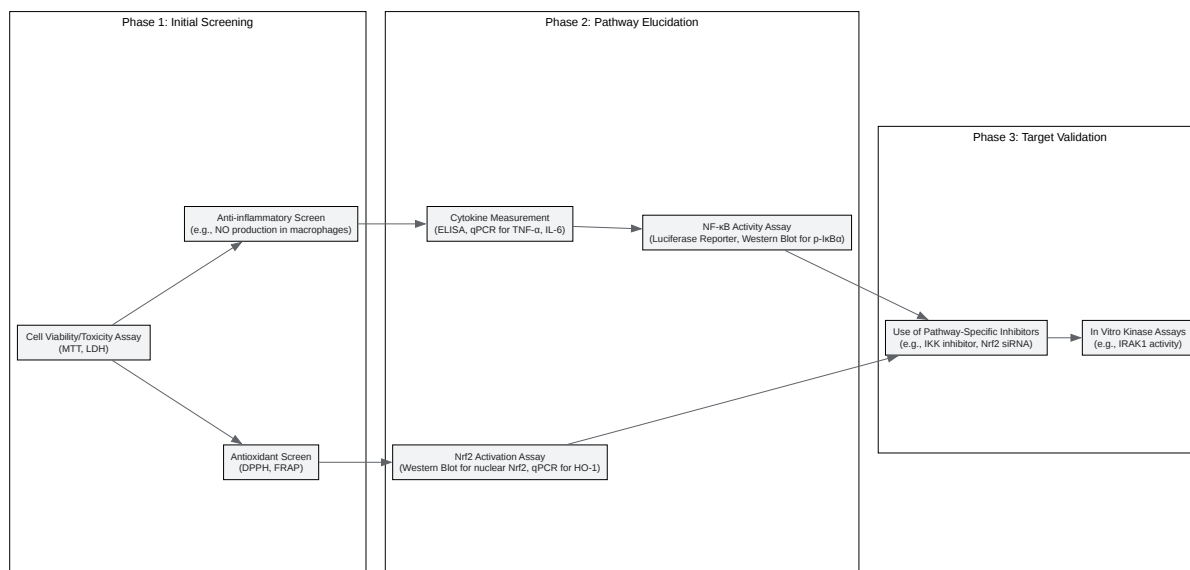 Phase 1: Initial Screening
Phase 2: Pathway Elucidation
Phase 3: Target Validation
Anti-inflammatory Screen
(e.g., NO production in macrophages)
Cytokine Measurement
(ELISA, qPCR for TNF-α, IL-6)
NF-κB Activity Assay
(Luciferase Reporter, Western Blot for p-IκBα)
Cell Viability/Toxicity Assay
(MTT, LDH)
Use of Pathway-Specific Inhibitors
(e.g., IKK inhibitor, Nrf2 siRNA)
In Vitro Kinase Assays
(e.g., IRAK1 activity)
Antioxidant Screen
(DPPH, FRAP)
Nrf2 Activation Assay
(Western Blot for nuclear Nrf2, qPCR for HO-1)